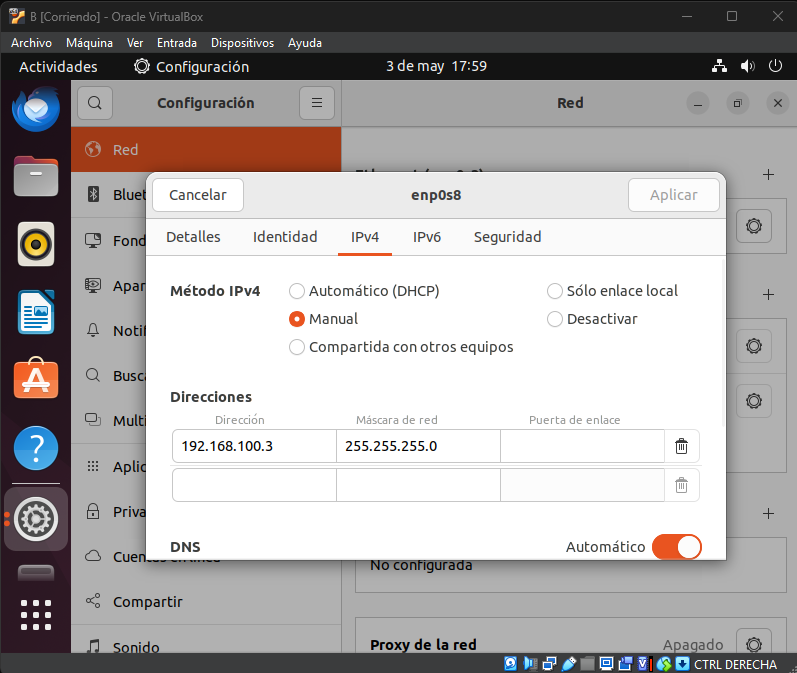 B [Corriendo] - Oracle VirtualBox
Archivo Máquina Ver Entrada Dispositivos Ayuda
Actividades Configuración 3 de may 17:59
Configuración Red
Red
Cancelar enp0s8 Aplicar
Detalles Identidad IPv4 IPv6 Seguridad
Método IPv4 Automático (DHCP) Sólo enlace local
Manual Desactivar
Compartida con otros equipos
Direcciones
Dirección Máscara de red Puerta de enlace
192.168.100.3 255.255.255.0
DNS Automático
Bluet
Fond
Apar
Notif
Busca
Multi
Aplic
Priva
No configurada
Compartir
Proxy de la red Apagado
Sonido
CTRL DERECHA